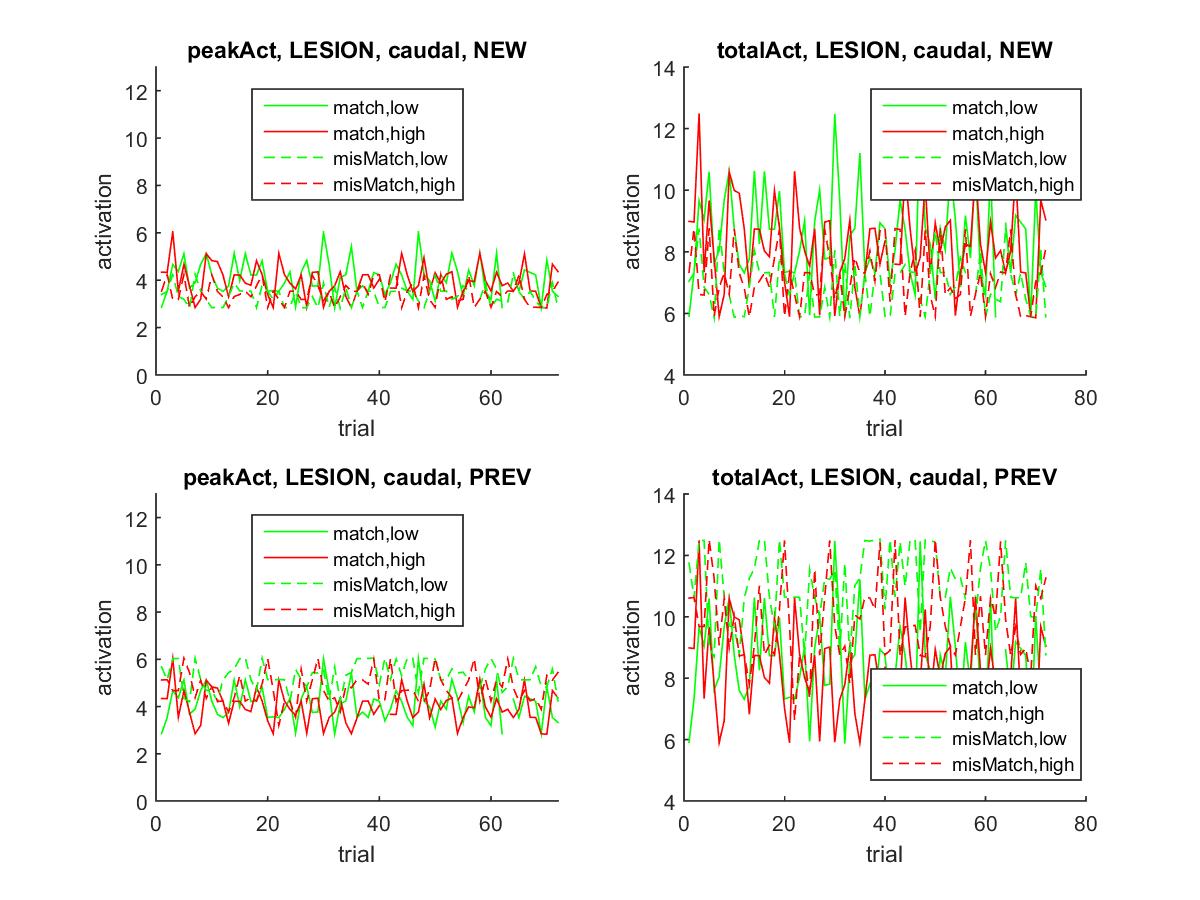 peakAct, LESION, caudal, NEW
12
10
8
6
4
2
0
0 20 40 60
activation
trial
match,low
match,high
misMatch,low
misMatch,high
totalAct, LESION, caudal, NEW
14
12
10
8
6
4
0 20 40 60 80
activation
trial
match,low
match,high
misMatch,low
misMatch,high
peakAct, LESION, caudal, PREV
12
10
8
6
4
2
0
0 20 40 60
activation
trial
match,low
match,high
misMatch,low
misMatch,high
totalAct, LESION, caudal, PREV
14
12
10
8
6
4
0 20 40 60 80
activation
trial
match,low
match,high
misMatch,low
misMatch,high